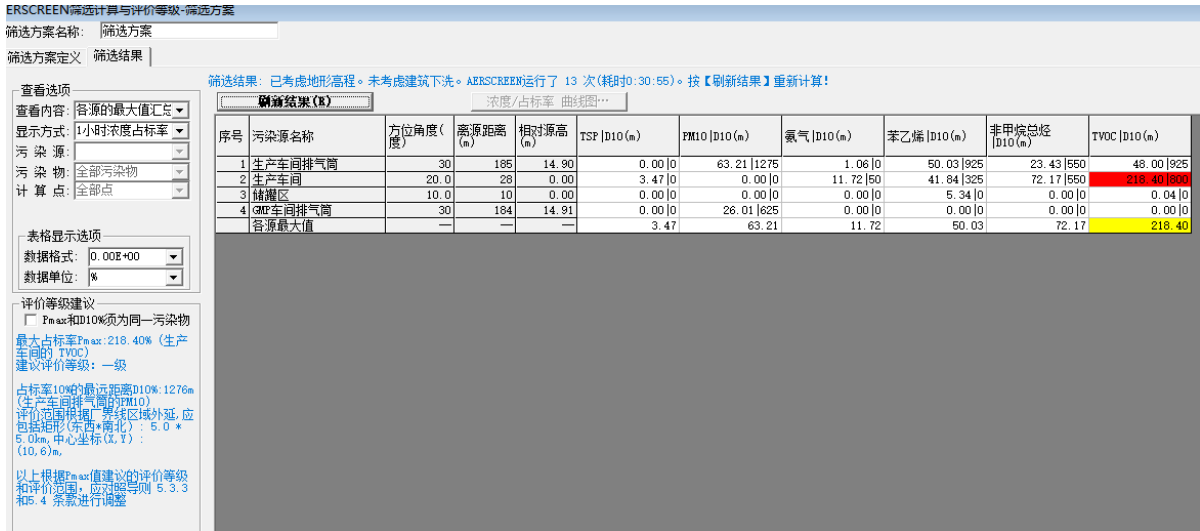 ERSCREEN筛选计算与评价等级-筛选方案
筛选方案名称: 筛选方案
筛选方案定义 筛选结果
筛选结果: 已考虑地形高程。未考虑建筑下洗。AERSCREEN运行了 13 次(耗时0:30:55)。按【刷新结果】重新计算!
查看选项
查看内容: 各源的最大值汇总
显示方式: 1小时浓度占标率
污 染 源:
污 染 物: 全部污染物
计 算 点: 全部点
表格显示选项
数据格式: 0.00E+00
数据单位: %
评价等级建议
Pmax和D10%须为同一污染物
最大占标率Pmax:218.40% (生产
车间的 TVOC)
建议评价等级: 一级
占标率10%的最远距离D10%:1276m
(生产车间排气筒的PM10)
评价范围根据厂界线区域外延,应
包括矩形(东西*南北): 5.0 *
5.0km,中心坐标(X,Y):
(10,6)m,
以上根据Pmax值建议的评价等级
和评价范围,应对照导则 5.3.3
和5.4 条款进行调整
刷新结果(R) 浓度/占标率 曲线图…
序号 污染源名称 方位角度(度) 离源距离(m) 相对源高(m) TSP|D10(m) PM10|D10(m) 氨气|D10(m) 苯乙烯|D10(m) 非甲烷总烃|D10(m) TVOC|D10(m)
1 生产车间排气筒 30 185 14.90 0.00|0 63.21|1275 1.06|0 50.03|925 23.43|550 48.00|925
2 生产车间 20.0 28 0.00 3.47|0 0.00|0 11.72|50 41.84|325 72.17|550 218.40|800
3 储罐区 10.0 10 0.00 0.00|0 0.00|0 0.00|0 5.34|0 0.00|0 0.04|0
4 GMP车间排气筒 30 184 14.91 0.00|0 26.01|625 0.00|0 0.00|0 0.00|0 0.00|0
各源最大值 — — — 3.47 63.21 11.72 50.03 72.17 218.40